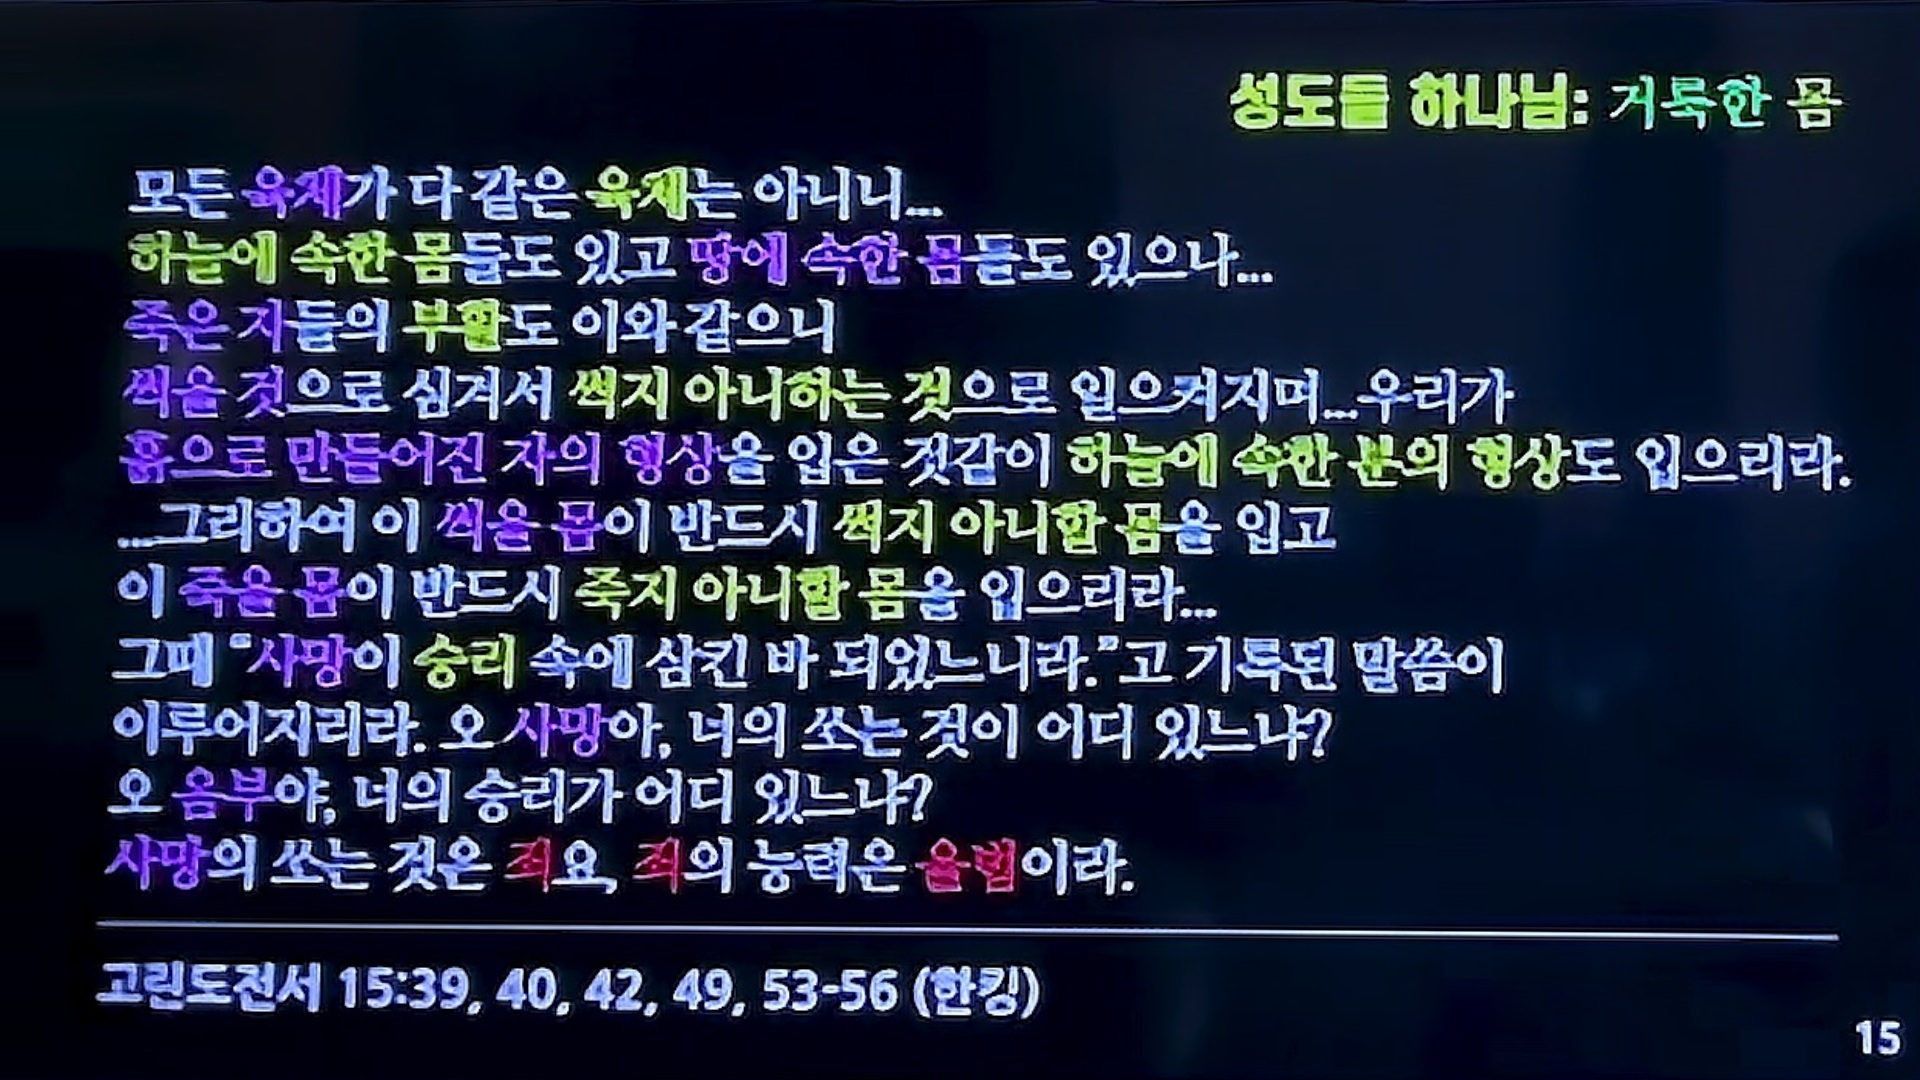 성도들 하나님: 거룩한 몸
모든 육체가 다 같은 육체는 아니니...
하늘에 속한 몸들도 있고 땅에 속한 몸들도 있으나...
죽은 자들의 부활도 이와 같으니
썩을 것으로 심겨서 썩지 아니하는 것으로 일으켜지며...우리가
흙으로 만들어진 자의 형상을 입은 것같이 하늘에 속한 분의 형상도 입으리라.
...그리하여 이 썩을 몸이 반드시 썩지 아니할 몸을 입고
이 죽을 몸이 반드시 죽지 아니할 몸을 입으리라...
그때 "사망이 승리 속에 삼킨 바 되었느니라."고 기록된 말씀이
이루어지리라. 오 사망아, 너의 쏘는 것이 어디 있느냐?
오 음부야, 너의 승리가 어디 있느냐?
사망의 쏘는 것은 죄요, 죄의 능력은 율법이라.
고린도전서 15:39, 40, 42, 49, 53-56 (한킹)
15